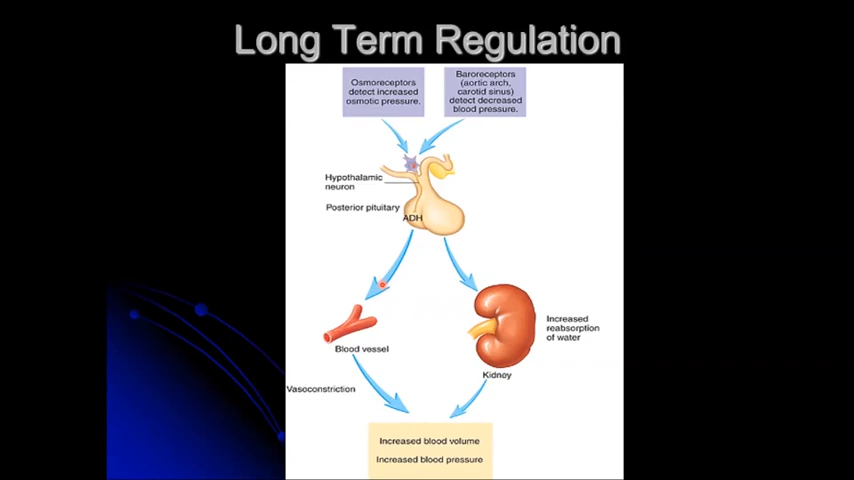 Long Term Regulation
Osmoreceptors
detect increased
osmotic pressure.
Baroreceptors
(aortic arch,
carotid sinus)
detect decreased
blood pressure.
Hypothalamic
neuron
Posterior pituitary
ADH
Blood vessel
Increased
reabsorption
of water
Kidney
Vasoconstriction
Increased blood volume
Increased blood pressure